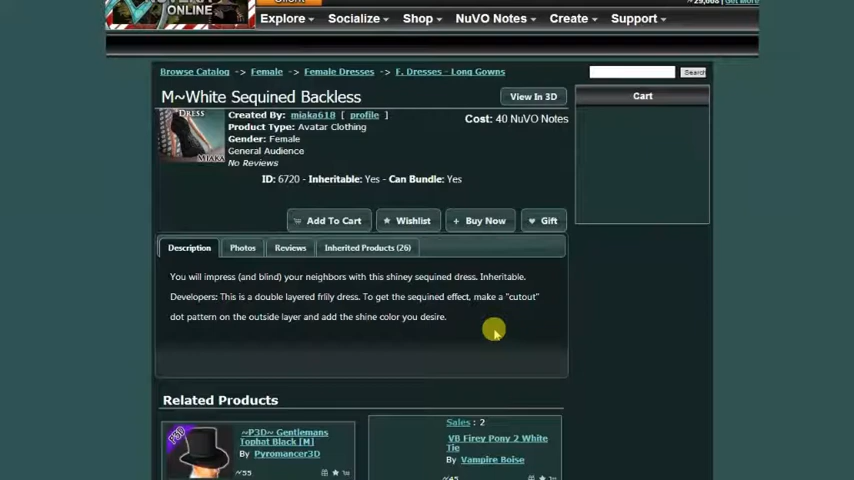 ONLINE
Explore Socialize Shop NuVO Notes Create Support
Browse Catalog -> Female -> Female Dresses -> F. Dresses - Long Gowns
Search
M~White Sequined Backless
View In 3D
Cart
DRESS
MIAKA
Created By: miaka618 [ profile ]
Cost: 40 NuVO Notes
Product Type: Avatar Clothing
Gender: Female
General Audience
No Reviews
ID: 6720 - Inheritable: Yes - Can Bundle: Yes
Add To Cart Wishlist + Buy Now Gift
Description Photos Reviews Inherited Products (26)
You will impress (and blind) your neighbors with this shiney sequined dress. Inheritable.
Developers: This is a double layered frilly dress. To get the sequined effect, make a "cutout"
dot pattern on the outside layer and add the shine color you desire.
Related Products
P3D
~P3D~ Gentlemans
Tophat Black [M]
By Pyromancer3D
~55
Sales : 2
VB Firey Pony 2 White
Tie
By Vampire Boise
~45